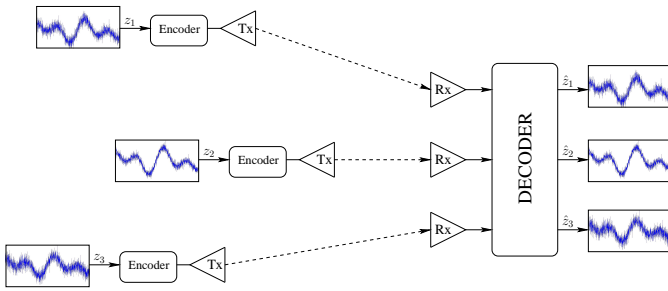 z₁ Encoder Tx
Rx ẑ₁
z₂ Encoder Tx Rx DECODER ẑ₂
Rx ẑ₃
z₃ Encoder Tx